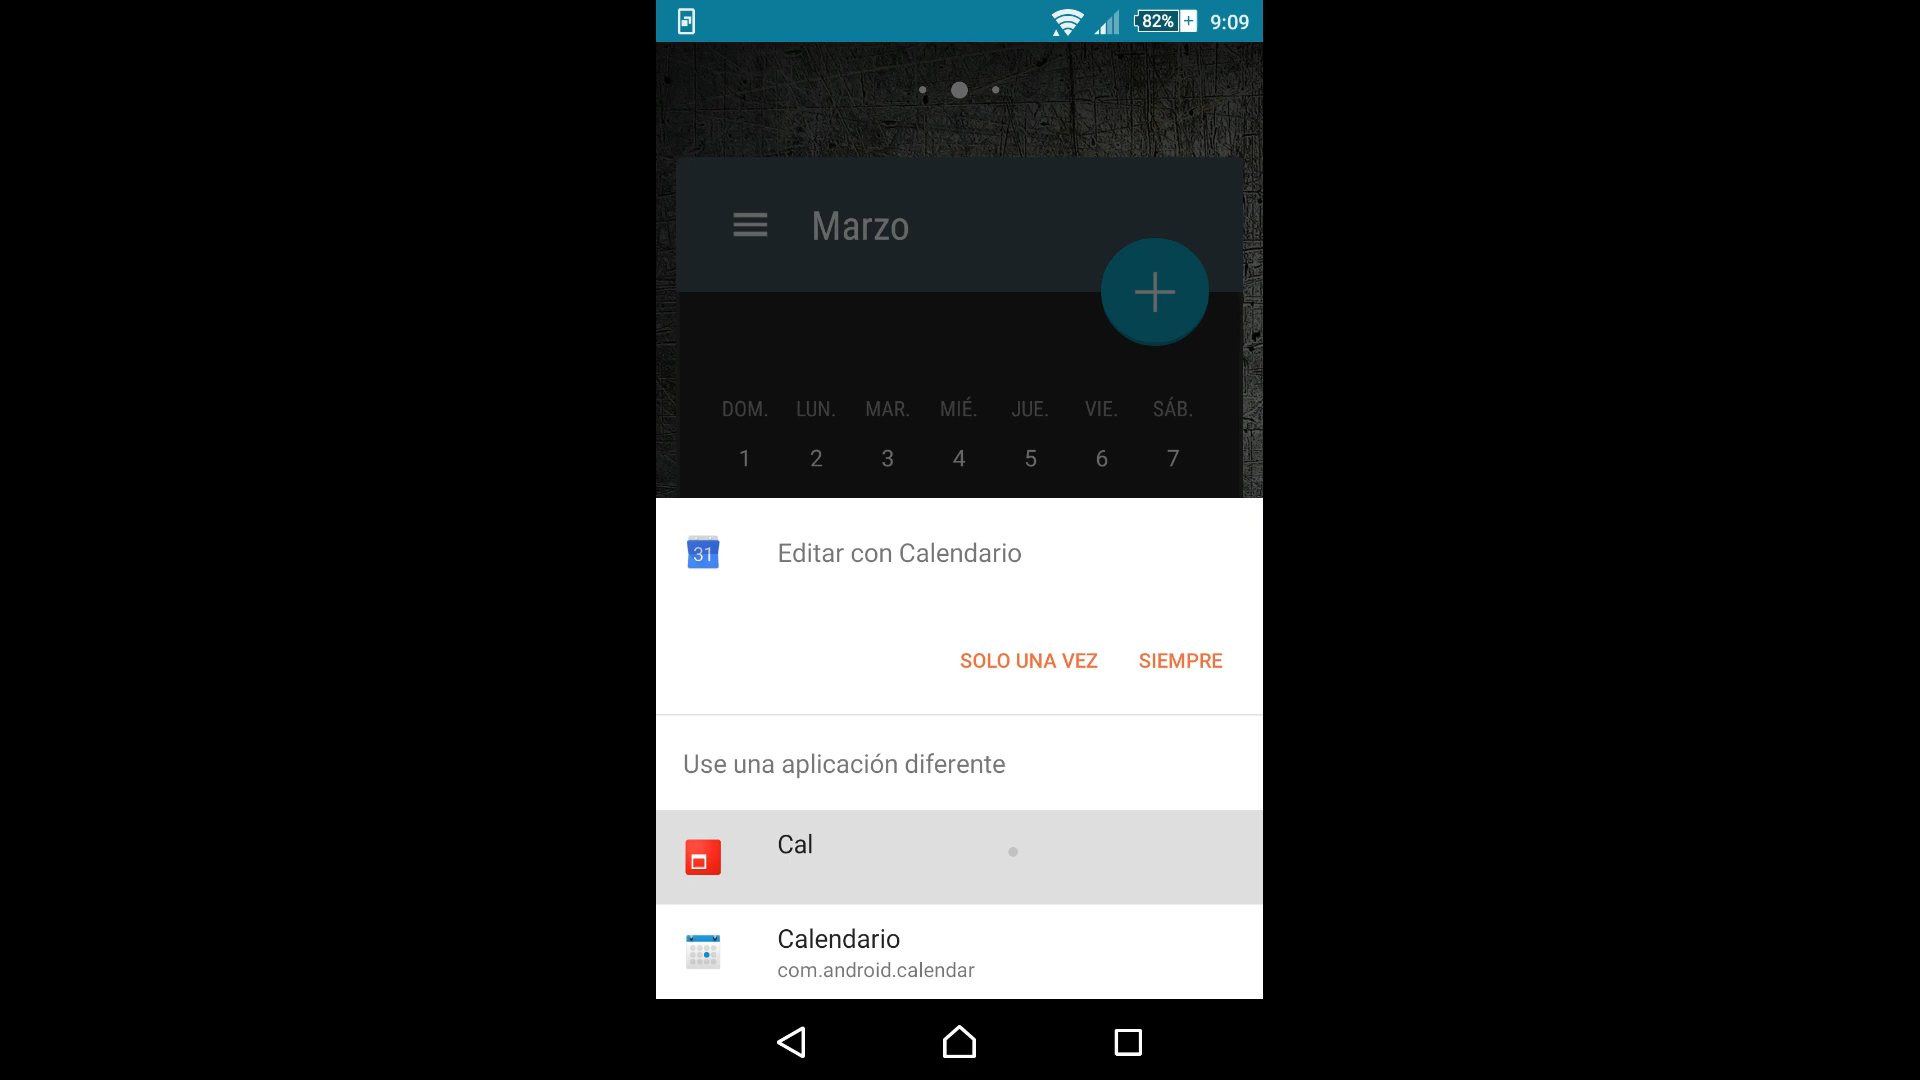 82% 9:09
Marzo
DOM. LUN. MAR. MIÉ. JUE. VIE. SÁB.
1 2 3 4 5 6 7
31 Editar con Calendario
SOLO UNA VEZ SIEMPRE
Use una aplicación diferente
Cal
Calendario
com.android.calendar